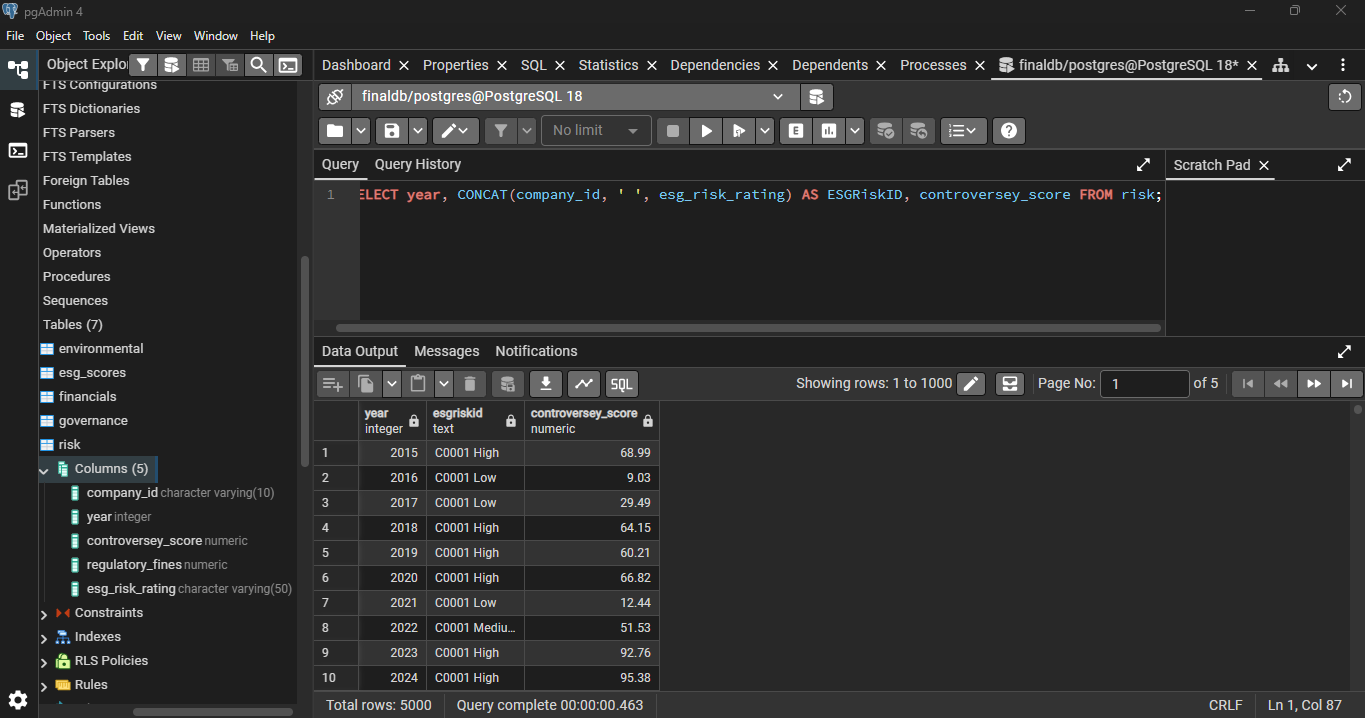 pgAdmin 4
File Object Tools Edit View Window Help
Object Explo
FTS Configurations
FTS Dictionaries
FTS Parsers
FTS Templates
Foreign Tables
Functions
Materialized Views
Operators
Procedures
Sequences
Tables (7)
environmental
esg_scores
financials
governance
risk
Columns (5)
company_id character varying(10)
year integer
controversey_score numeric
regulatory_fines numeric
esg_risk_rating character varying(50)
Constraints
Indexes
RLS Policies
Rules
Dashboard Properties SQL Statistics Dependencies Dependents Processes finaldb/postgres@PostgreSQL 18*
finaldb/postgres@PostgreSQL 18
No limit
E
Query Query History
Scratch Pad
1 ELECT year, CONCAT(company_id, ' ', esg_risk_rating) AS ESGRiskID, controversey_score FROM risk;
Data Output Messages Notifications
SQL Showing rows: 1 to 1000 Page No: 1 of 5
year integer esgriskid text controversey_score numeric
1 2015 C0001 High 68.99
2 2016 C0001 Low 9.03
3 2017 C0001 Low 29.49
4 2018 C0001 High 64.15
5 2019 C0001 High 60.21
6 2020 C0001 High 66.82
7 2021 C0001 Low 12.44
8 2022 C0001 Mediu... 51.53
9 2023 C0001 High 92.76
10 2024 C0001 High 95.38
Total rows: 5000 Query complete 00:00:00.463 CRLF Ln 1, Col 87